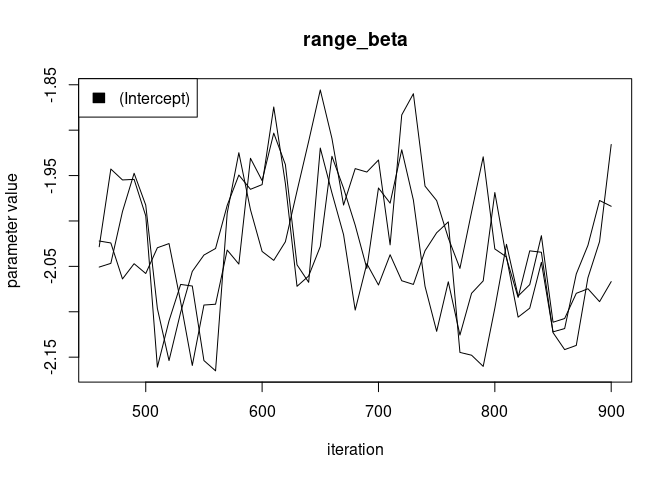 range_beta
(Intercept)
parameter value
-1.85
-1.95
-2.05
-2.15
500 600 700 800 900
iteration